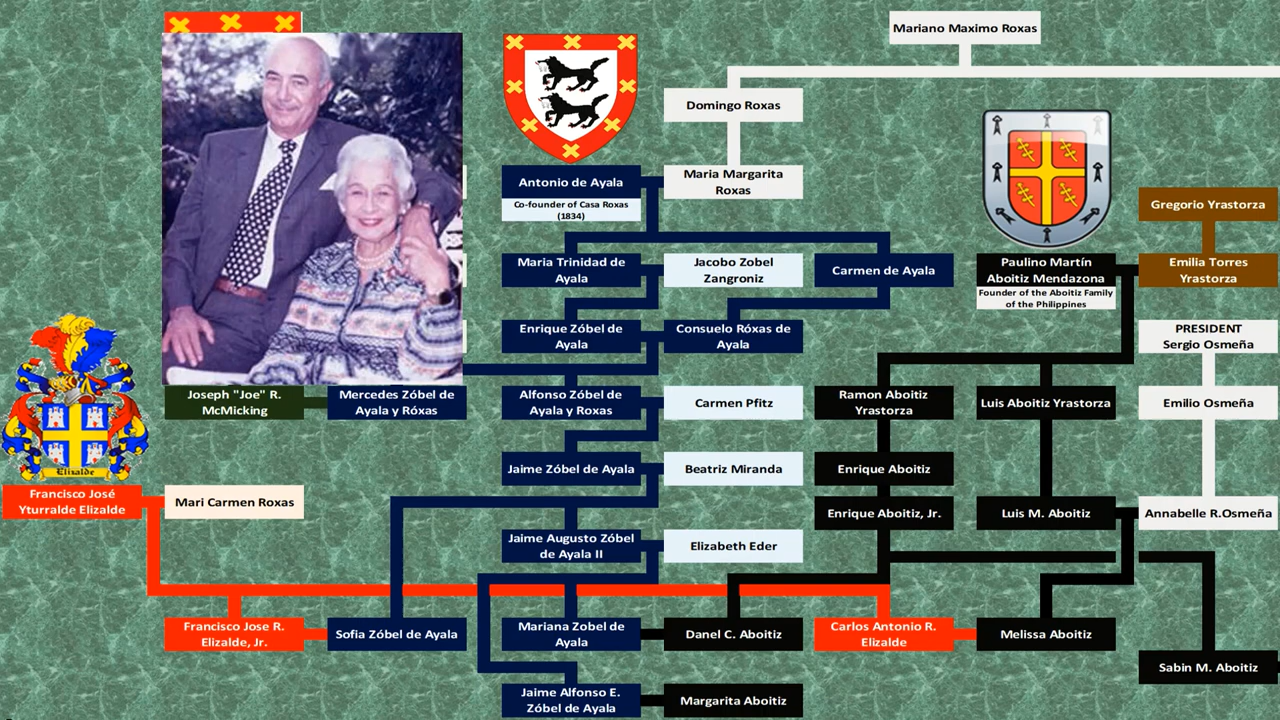 Mariano Maximo Roxas
Domingo Roxas
Antonio de Ayala
Co-founder of Casa Roxas
(1834)
Maria Margarita
Roxas
Gregorio Yrastorza
Maria Trinidad de
Ayala
Jacobo Zobel
Zangroniz
Carmen de Ayala
Paulino Martín
Aboitiz Mendazona
Founder of the Aboitiz Family
of the Philippines
Emilia Torres
Yrastorza
Enrique Zóbel de
Ayala
Consuelo Róxas de
Ayala
PRESIDENT
Sergio Osmeña
Joseph "Joe" R.
McMicking
Mercedes Zóbel de
Ayala y Róxas
Alfonso Zóbel de
Ayala y Roxas
Carmen Pfitz
Ramon Aboitiz
Yrastorza
Luis Aboitiz Yrastorza
Emilio Osmeña
Elizalde
Jaime Zóbel de Ayala
Beatriz Miranda
Enrique Aboitiz
Francisco José
Yturralde Elizalde
Mari Carmen Roxas
Enrique Aboitiz, Jr.
Luis M. Aboitiz
Annabelle R.Osmeña
Jaime Augusto Zóbel
de Ayala II
Elizabeth Eder
Francisco Jose R.
Elizalde, Jr.
Sofia Zóbel de Ayala
Mariana Zobel de
Ayala
Danel C. Aboitiz
Carlos Antonio R.
Elizalde
Melissa Aboitiz
Sabin M. Aboitiz
Jaime Alfonso E.
Zóbel de Ayala
Margarita Aboitiz